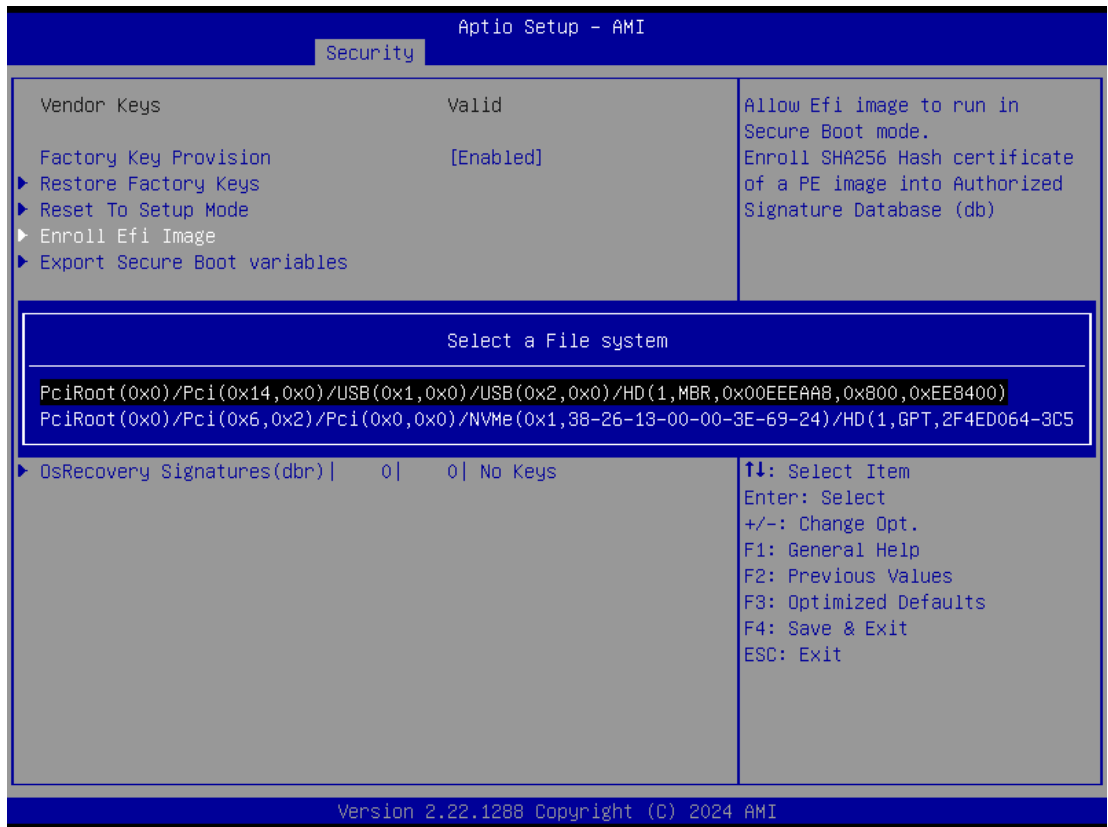 Aptio Setup – AMI
Security
Vendor Keys Valid
Factory Key Provision [Enabled]
Restore Factory Keys
Reset To Setup Mode
Enroll Efi Image
Export Secure Boot variables
Allow Efi image to run in
Secure Boot mode.
Enroll SHA256 Hash certificate
of a PE image into Authorized
Signature Database (db)
Select a File system
PciRoot(0x0)/Pci(0x14,0x0)/USB(0x1,0x0)/USB(0x2,0x0)/HD(1,MBR,0x00EEEAA8,0x800,0xEE8400)
PciRoot(0x0)/Pci(0x6,0x2)/Pci(0x0,0x0)/NVMe(0x1,38-26-13-00-00-3E-69-24)/HD(1,GPT,2F4ED064-3C5
OsRecovery Signatures(dbr)| 0| 0| No Keys
↑↓: Select Item
Enter: Select
+/-: Change Opt.
F1: General Help
F2: Previous Values
F3: Optimized Defaults
F4: Save & Exit
ESC: Exit
Version 2.22.1288 Copyright (C) 2024 AMI